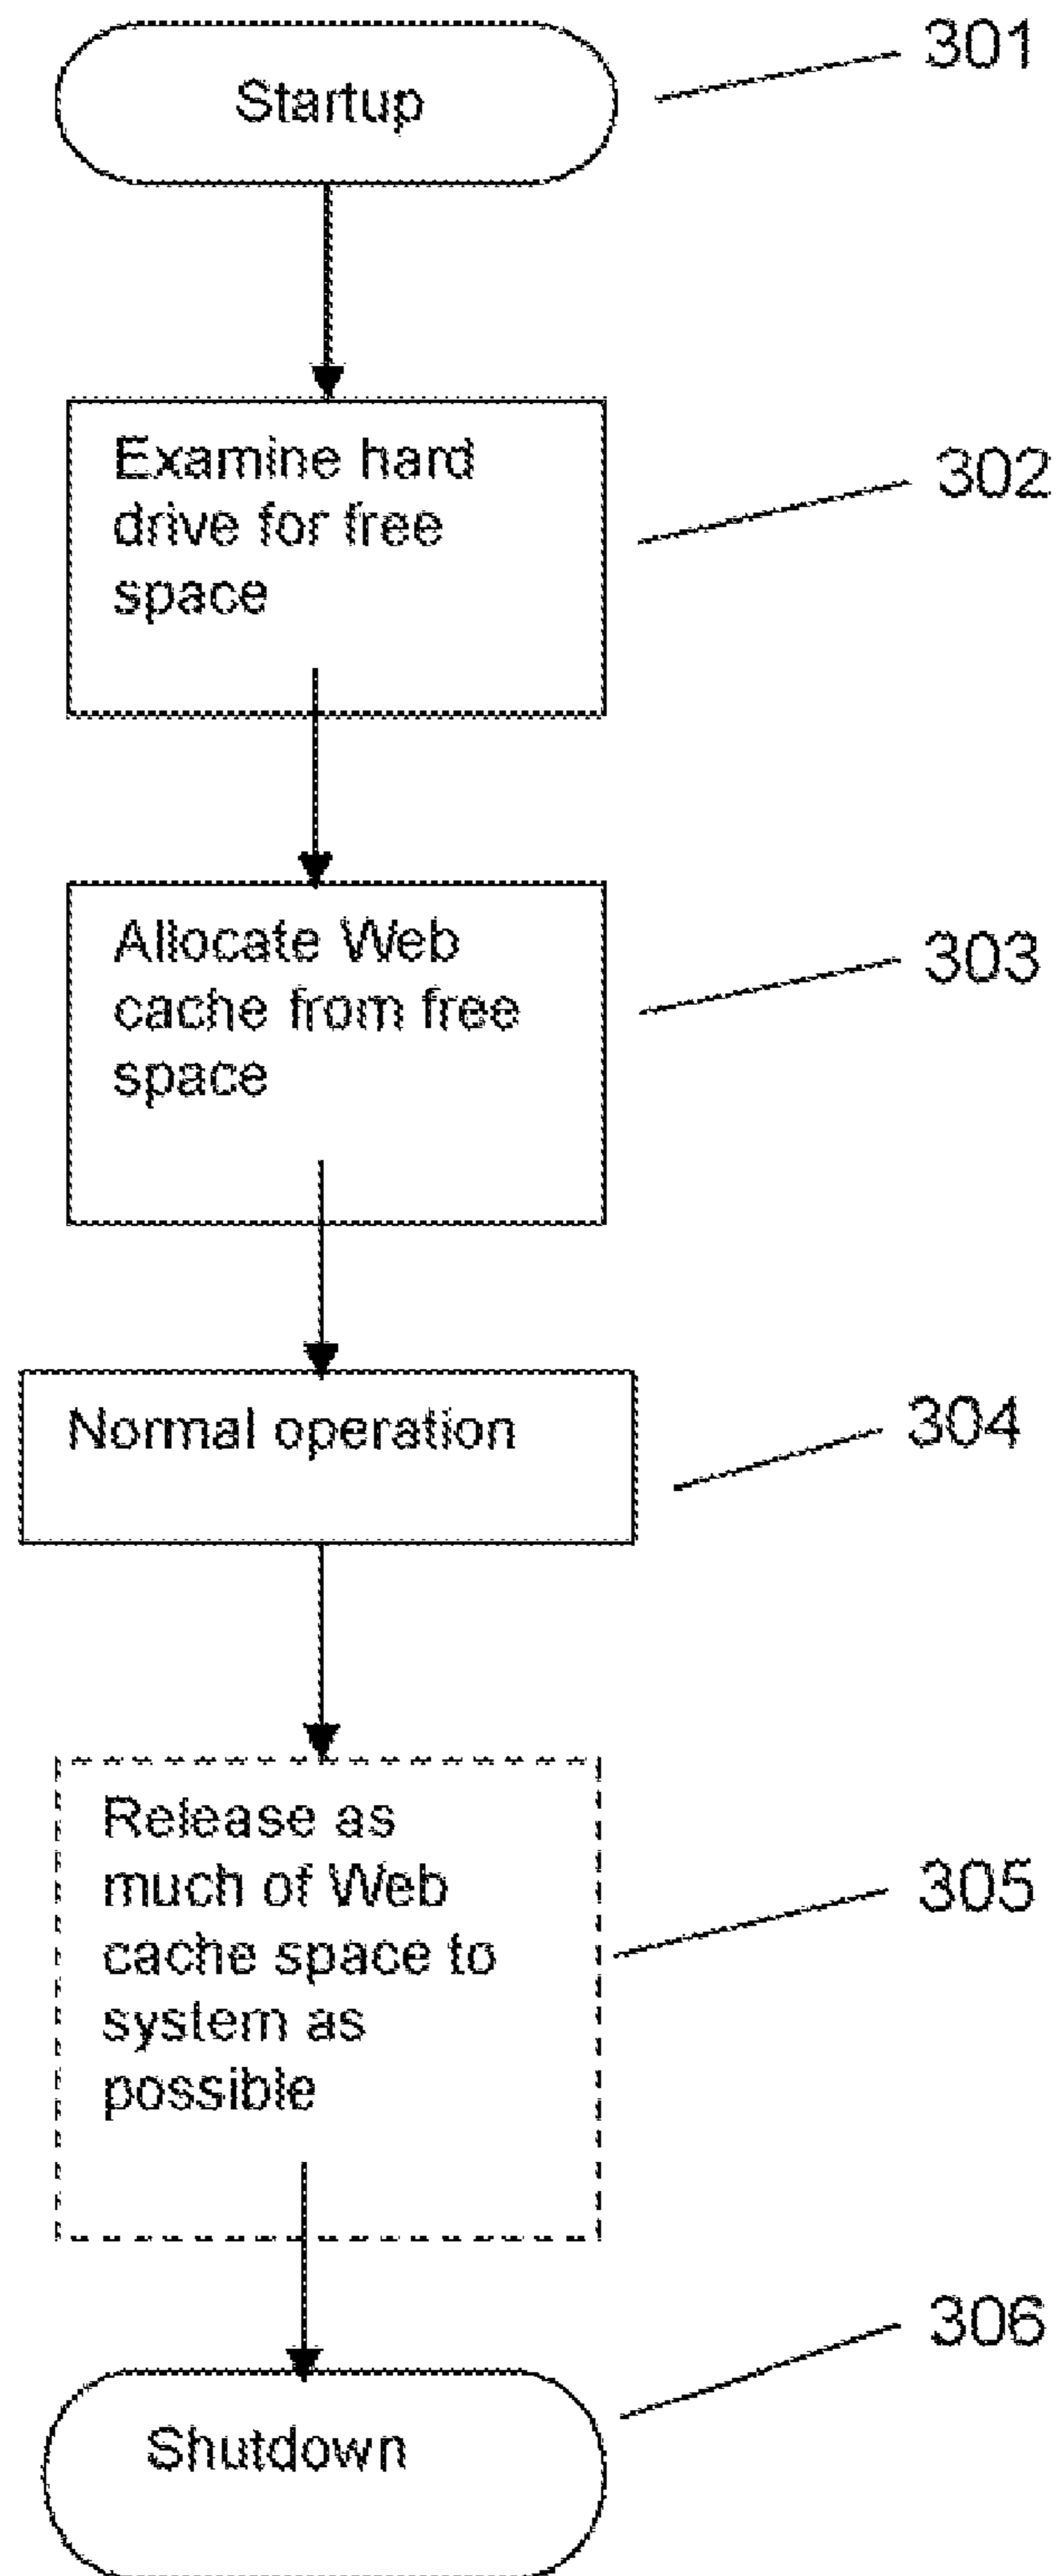 Startup
301
Examine hard
drive for free
space
302
Allocate Web
cache from free
space
303
Normal operation
304
Release as
much of Web
cache space to
system as
possible
305
Shutdown
306